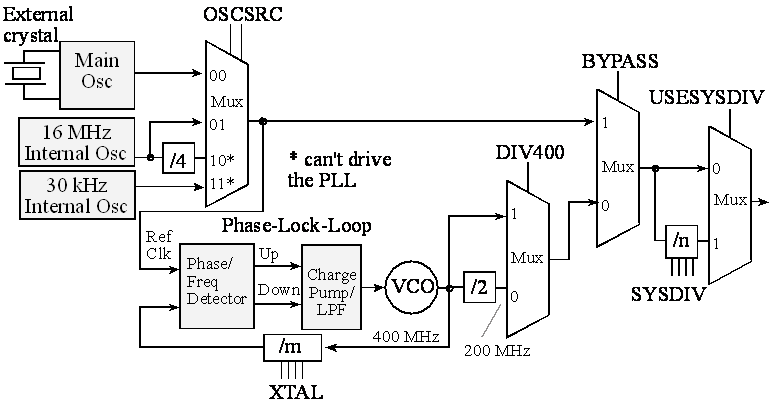 External
crystal
OSCSRC
Main
Osc
00
Mux
01
10*
11*
16 MHz
Internal Osc
/4
30 kHz
Internal Osc
* can't drive
the PLL
BYPASS
1
Mux
0
USESYSDIV
0
Mux
1
/n
SYSDIV
DIV400
1
Mux
0
Phase-Lock-Loop
Ref
Clk
Phase/
Freq
Detector
Up
Down
Charge
Pump/
LPF
VCO
/2
400 MHz
200 MHz
/m
XTAL